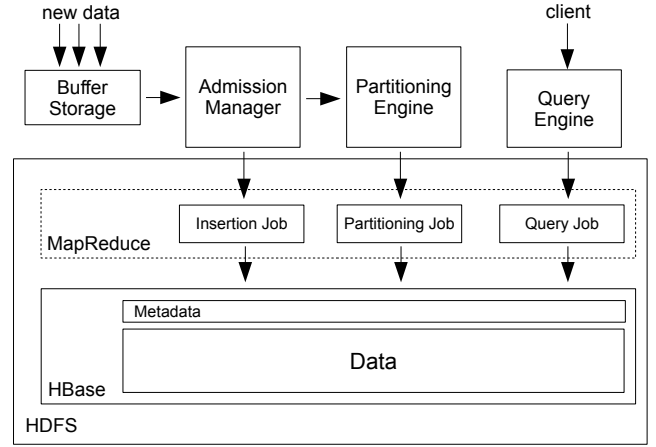 new data
client
Buffer
Storage
Admission
Manager
Partitioning
Engine
Query
Engine
Insertion Job
Partitioning Job
Query Job
MapReduce
Metadata
Data
HBase
HDFS